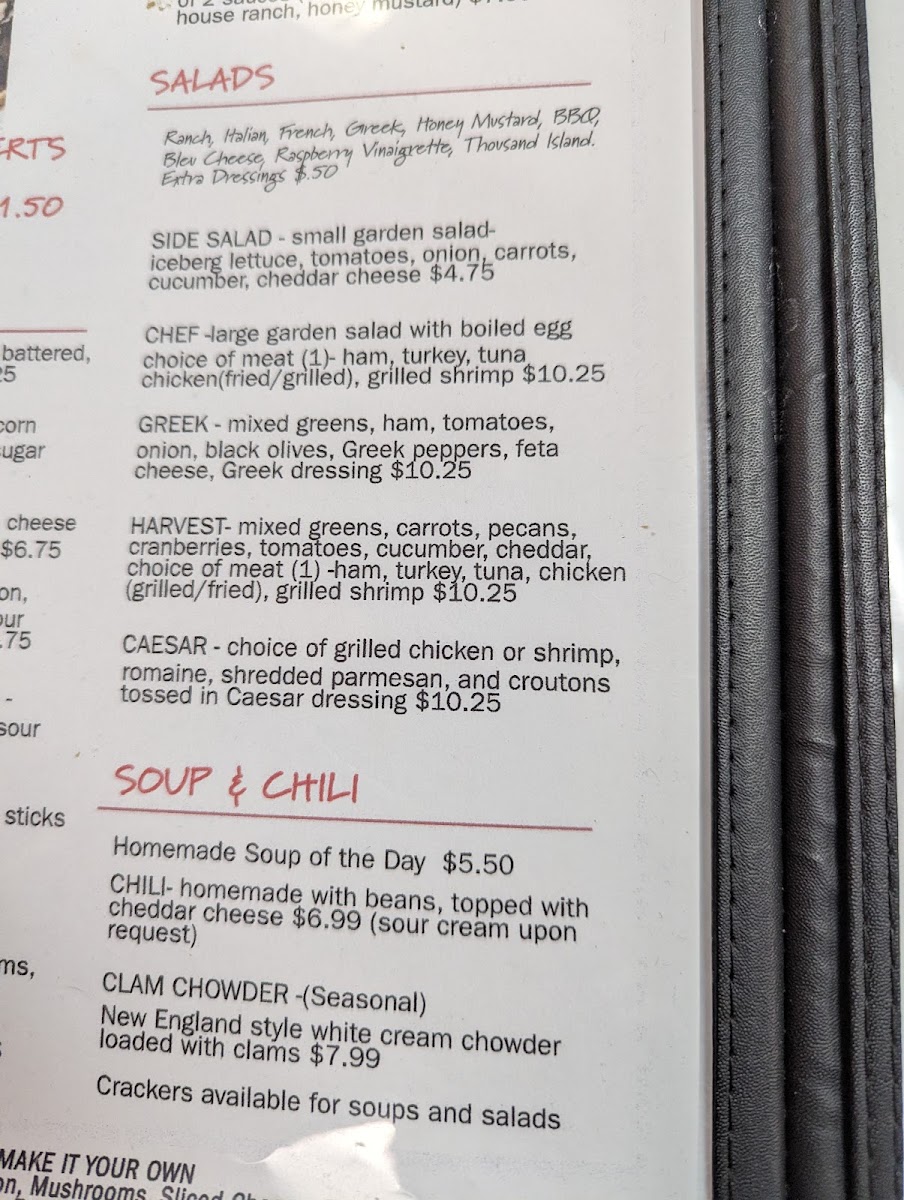 of 2 sauces
house ranch, honey mustard)
SALADS
Ranch, Italian, French, Greek, Honey Mustard, BBQ,
Bleu Cheese, Raspberry Vinaigrette, Thousand Island.
Extra Dressings $.50
SIDE SALAD - small garden salad-
iceberg lettuce, tomatoes, onion, carrots,
cucumber, cheddar cheese $4.75
CHEF -large garden salad with boiled egg
choice of meat (1)- ham, turkey, tuna
chicken(fried/grilled), grilled shrimp $10.25
GREEK - mixed greens, ham, tomatoes,
onion, black olives, Greek peppers, feta
cheese, Greek dressing $10.25
HARVEST- mixed greens, carrots, pecans,
cranberries, tomatoes, cucumber, cheddar,
choice of meat (1) -ham, turkey, tuna, chicken
(grilled/fried), grilled shrimp $10.25
CAESAR - choice of grilled chicken or shrimp,
romaine, shredded parmesan, and croutons
tossed in Caesar dressing $10.25
SOUP & CHILI
Homemade Soup of the Day $5.50
CHILI- homemade with beans, topped with
cheddar cheese $6.99 (sour cream upon
request)
CLAM CHOWDER -(Seasonal)
New England style white cream chowder
loaded with clams $7.99
Crackers available for soups and salads
ERTS
1.50
battered,
25
corn
sugar
cheese
$6.75
on,
our
.75
-
sour
sticks
ms,
MAKE IT YOUR OWN
on, Mushrooms, Sliced